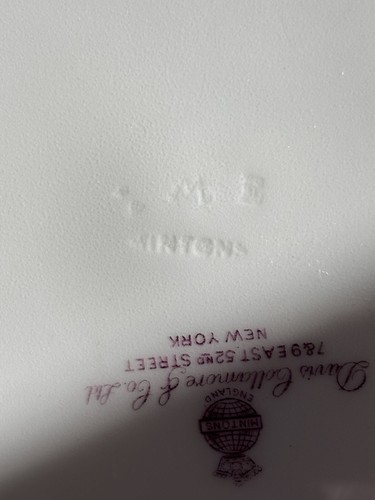 MINTONS
MINTONS
ENGLAND
Davis Collamore & Co. Ltd.
7&9 EAST 52ND STREET
NEW YORK